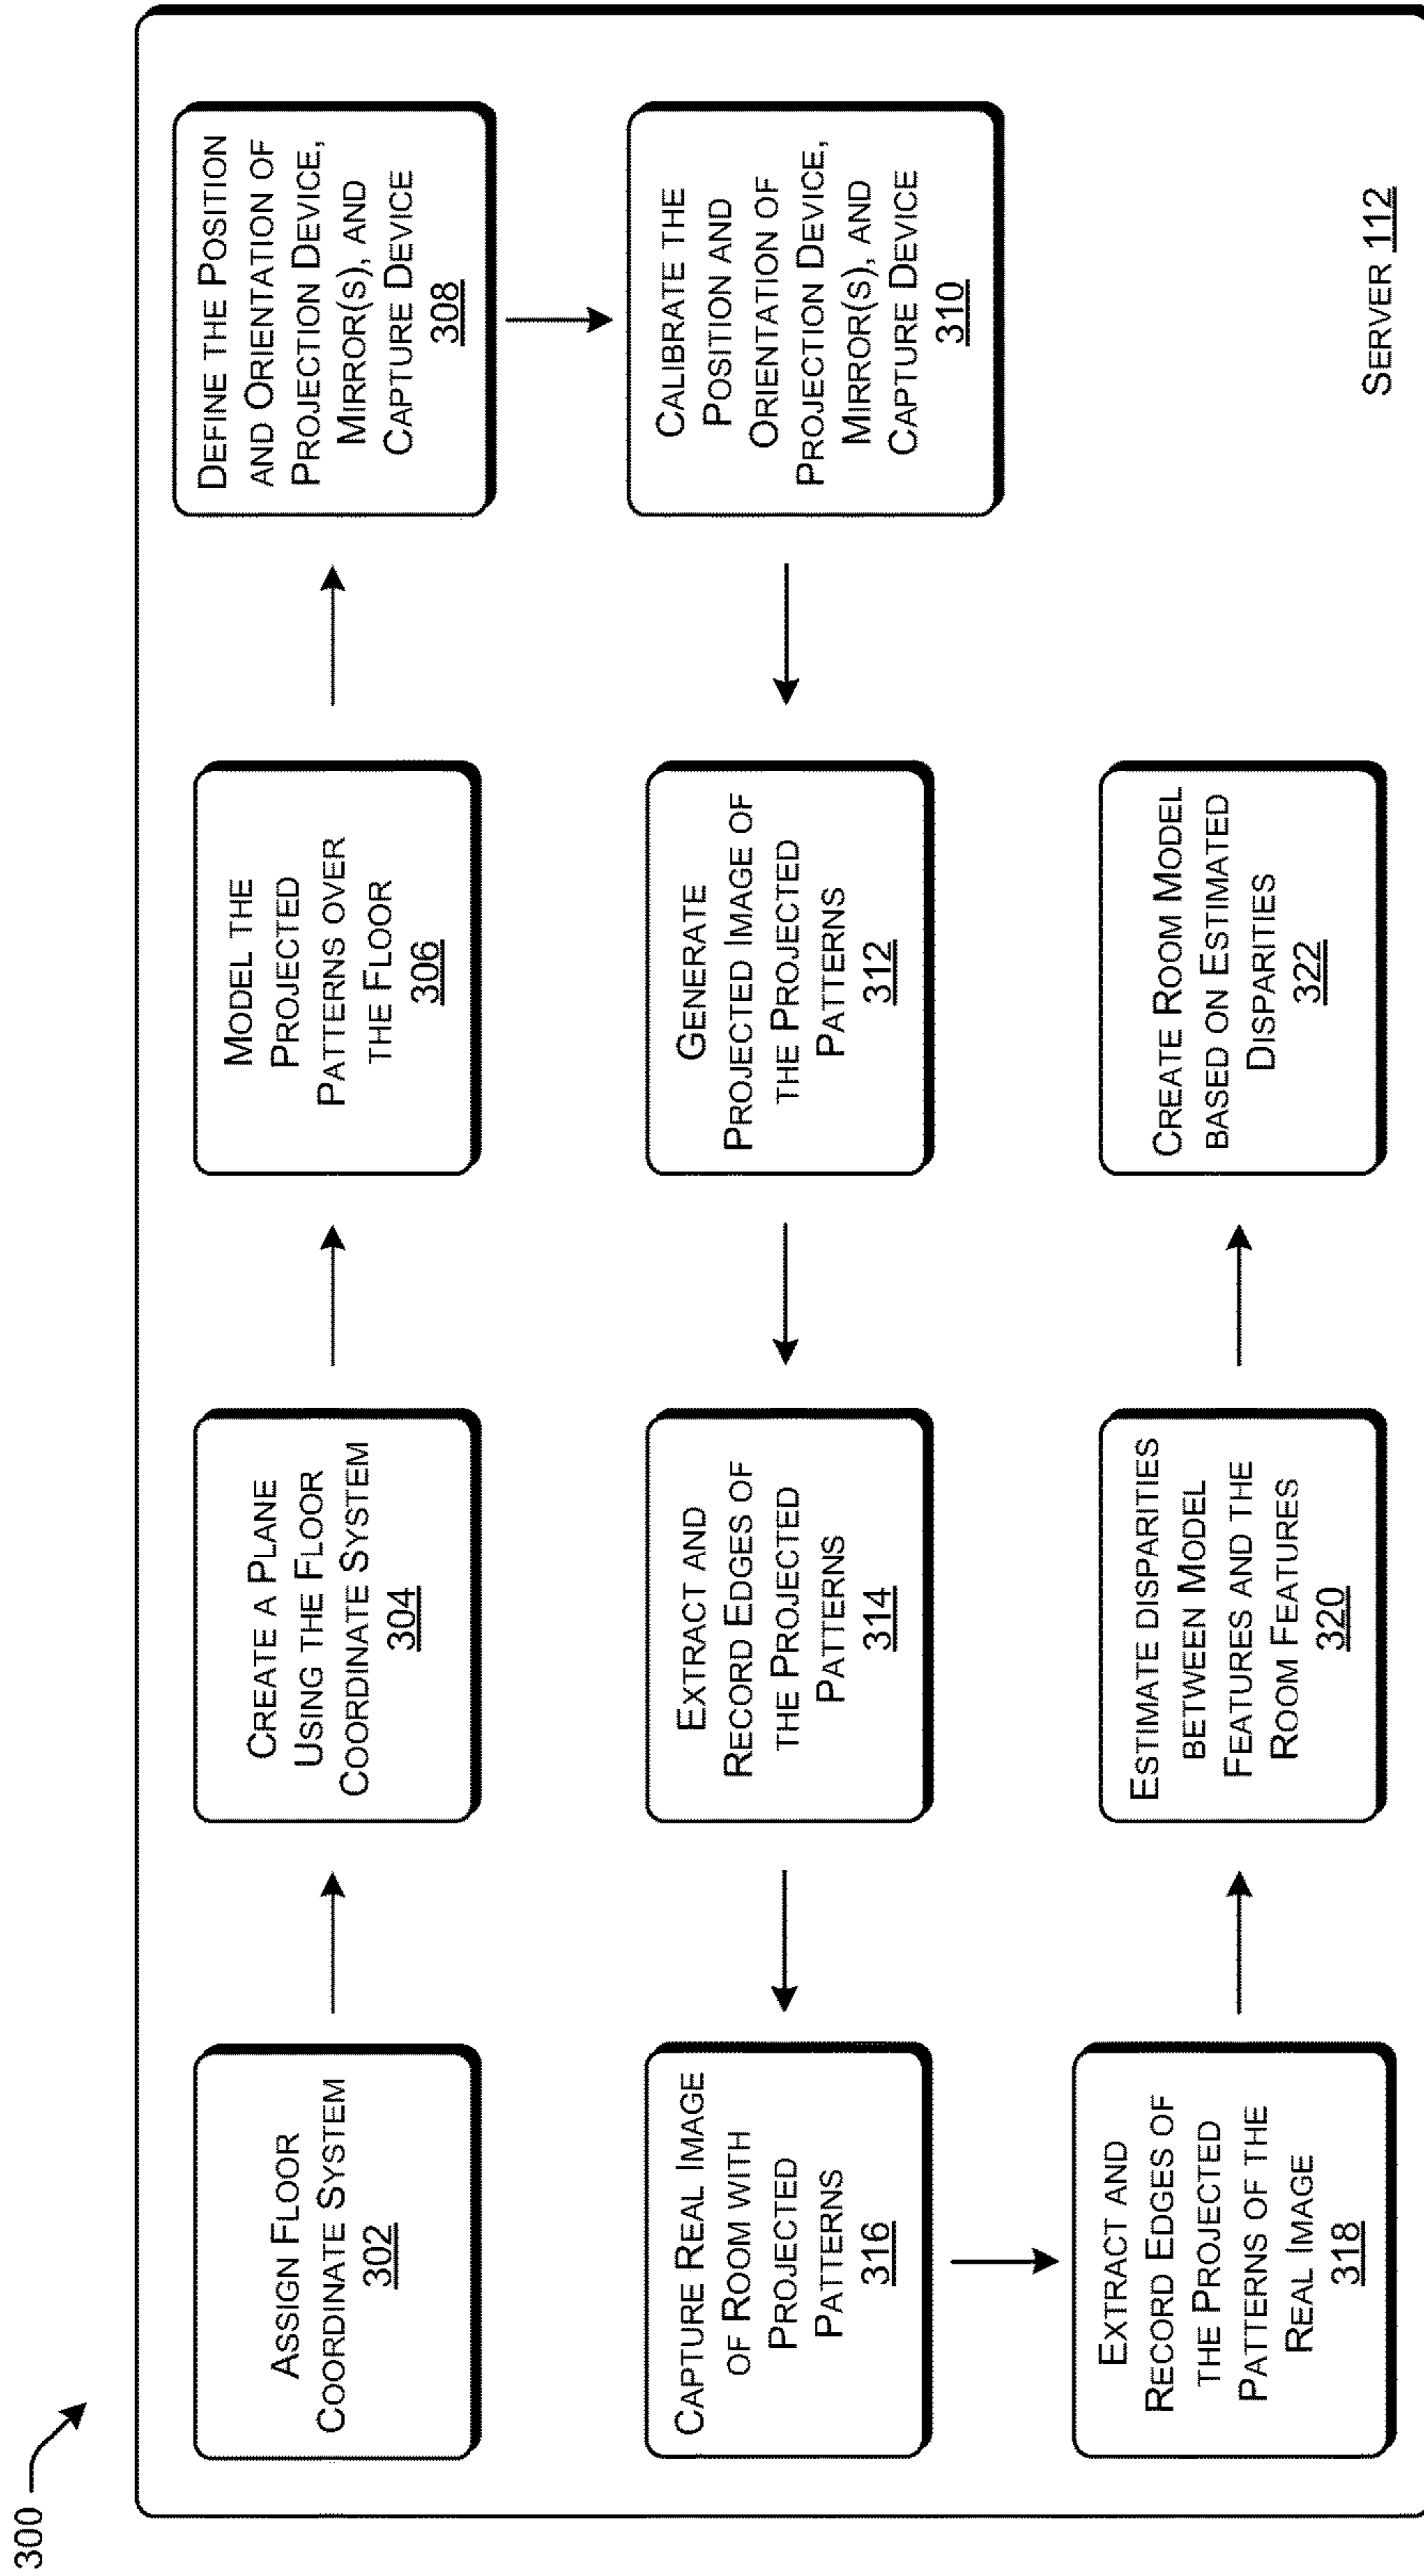 300
ASSIGN FLOOR
COORDINATE SYSTEM
302
CREATE A PLANE
USING THE FLOOR
COORDINATE SYSTEM
304
MODEL THE
PROJECTED
PATTERNS OVER
THE FLOOR
306
DEFINE THE POSITION
AND ORIENTATION OF
PROJECTION DEVICE,
MIRROR(S), AND
CAPTURE DEVICE
308
CALIBRATE THE
POSITION AND
ORIENTATION OF
PROJECTION DEVICE,
MIRROR(S), AND
CAPTURE DEVICE
310
GENERATE
PROJECTED IMAGE OF
THE PROJECTED
PATTERNS
312
EXTRACT AND
RECORD EDGES OF
THE PROJECTED
PATTERNS
314
CAPTURE REAL IMAGE
OF ROOM WITH
PROJECTED
PATTERNS
316
EXTRACT AND
RECORD EDGES OF
THE PROJECTED
PATTERNS OF THE
REAL IMAGE
318
ESTIMATE DISPARITIES
BETWEEN MODEL
FEATURES AND THE
ROOM FEATURES
320
CREATE ROOM MODEL
BASED ON ESTIMATED
DISPARITIES
322
SERVER 112